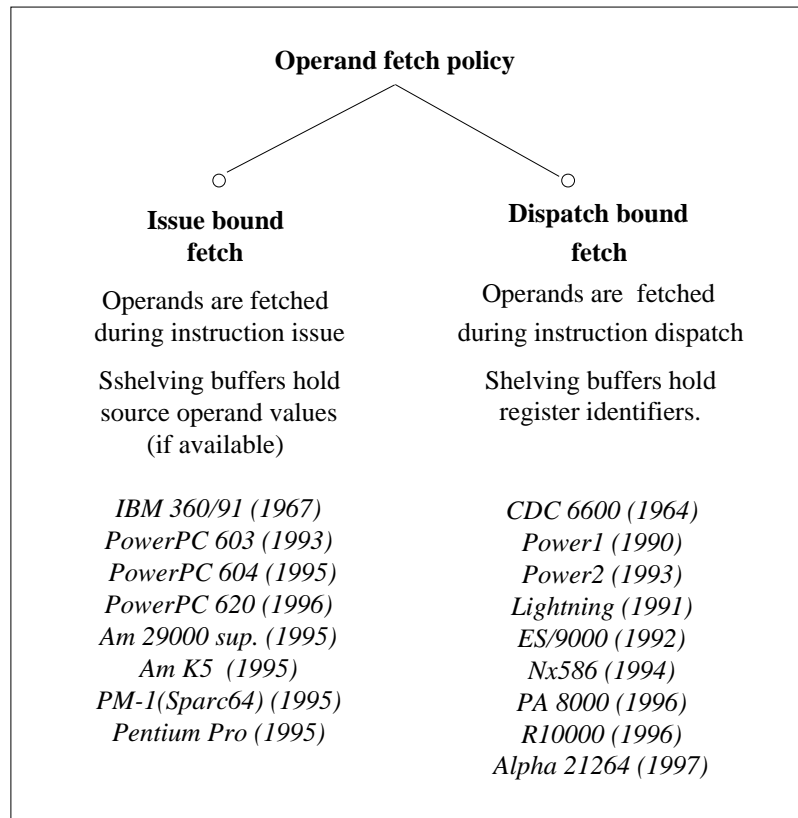 Operand fetch policy
Issue bound
fetch
Operands are fetched
during instruction issue
Sshelving buffers hold
source operand values
(if available)
IBM 360/91 (1967)
PowerPC 603 (1993)
PowerPC 604 (1995)
PowerPC 620 (1996)
Am 29000 sup. (1995)
Am K5 (1995)
PM-1(Sparc64) (1995)
Pentium Pro (1995)
Dispatch bound
fetch
Operands are fetched
during instruction dispatch
Shelving buffers hold
register identifiers.
CDC 6600 (1964)
Power1 (1990)
Power2 (1993)
Lightning (1991)
ES/9000 (1992)
Nx586 (1994)
PA 8000 (1996)
R10000 (1996)
Alpha 21264 (1997)